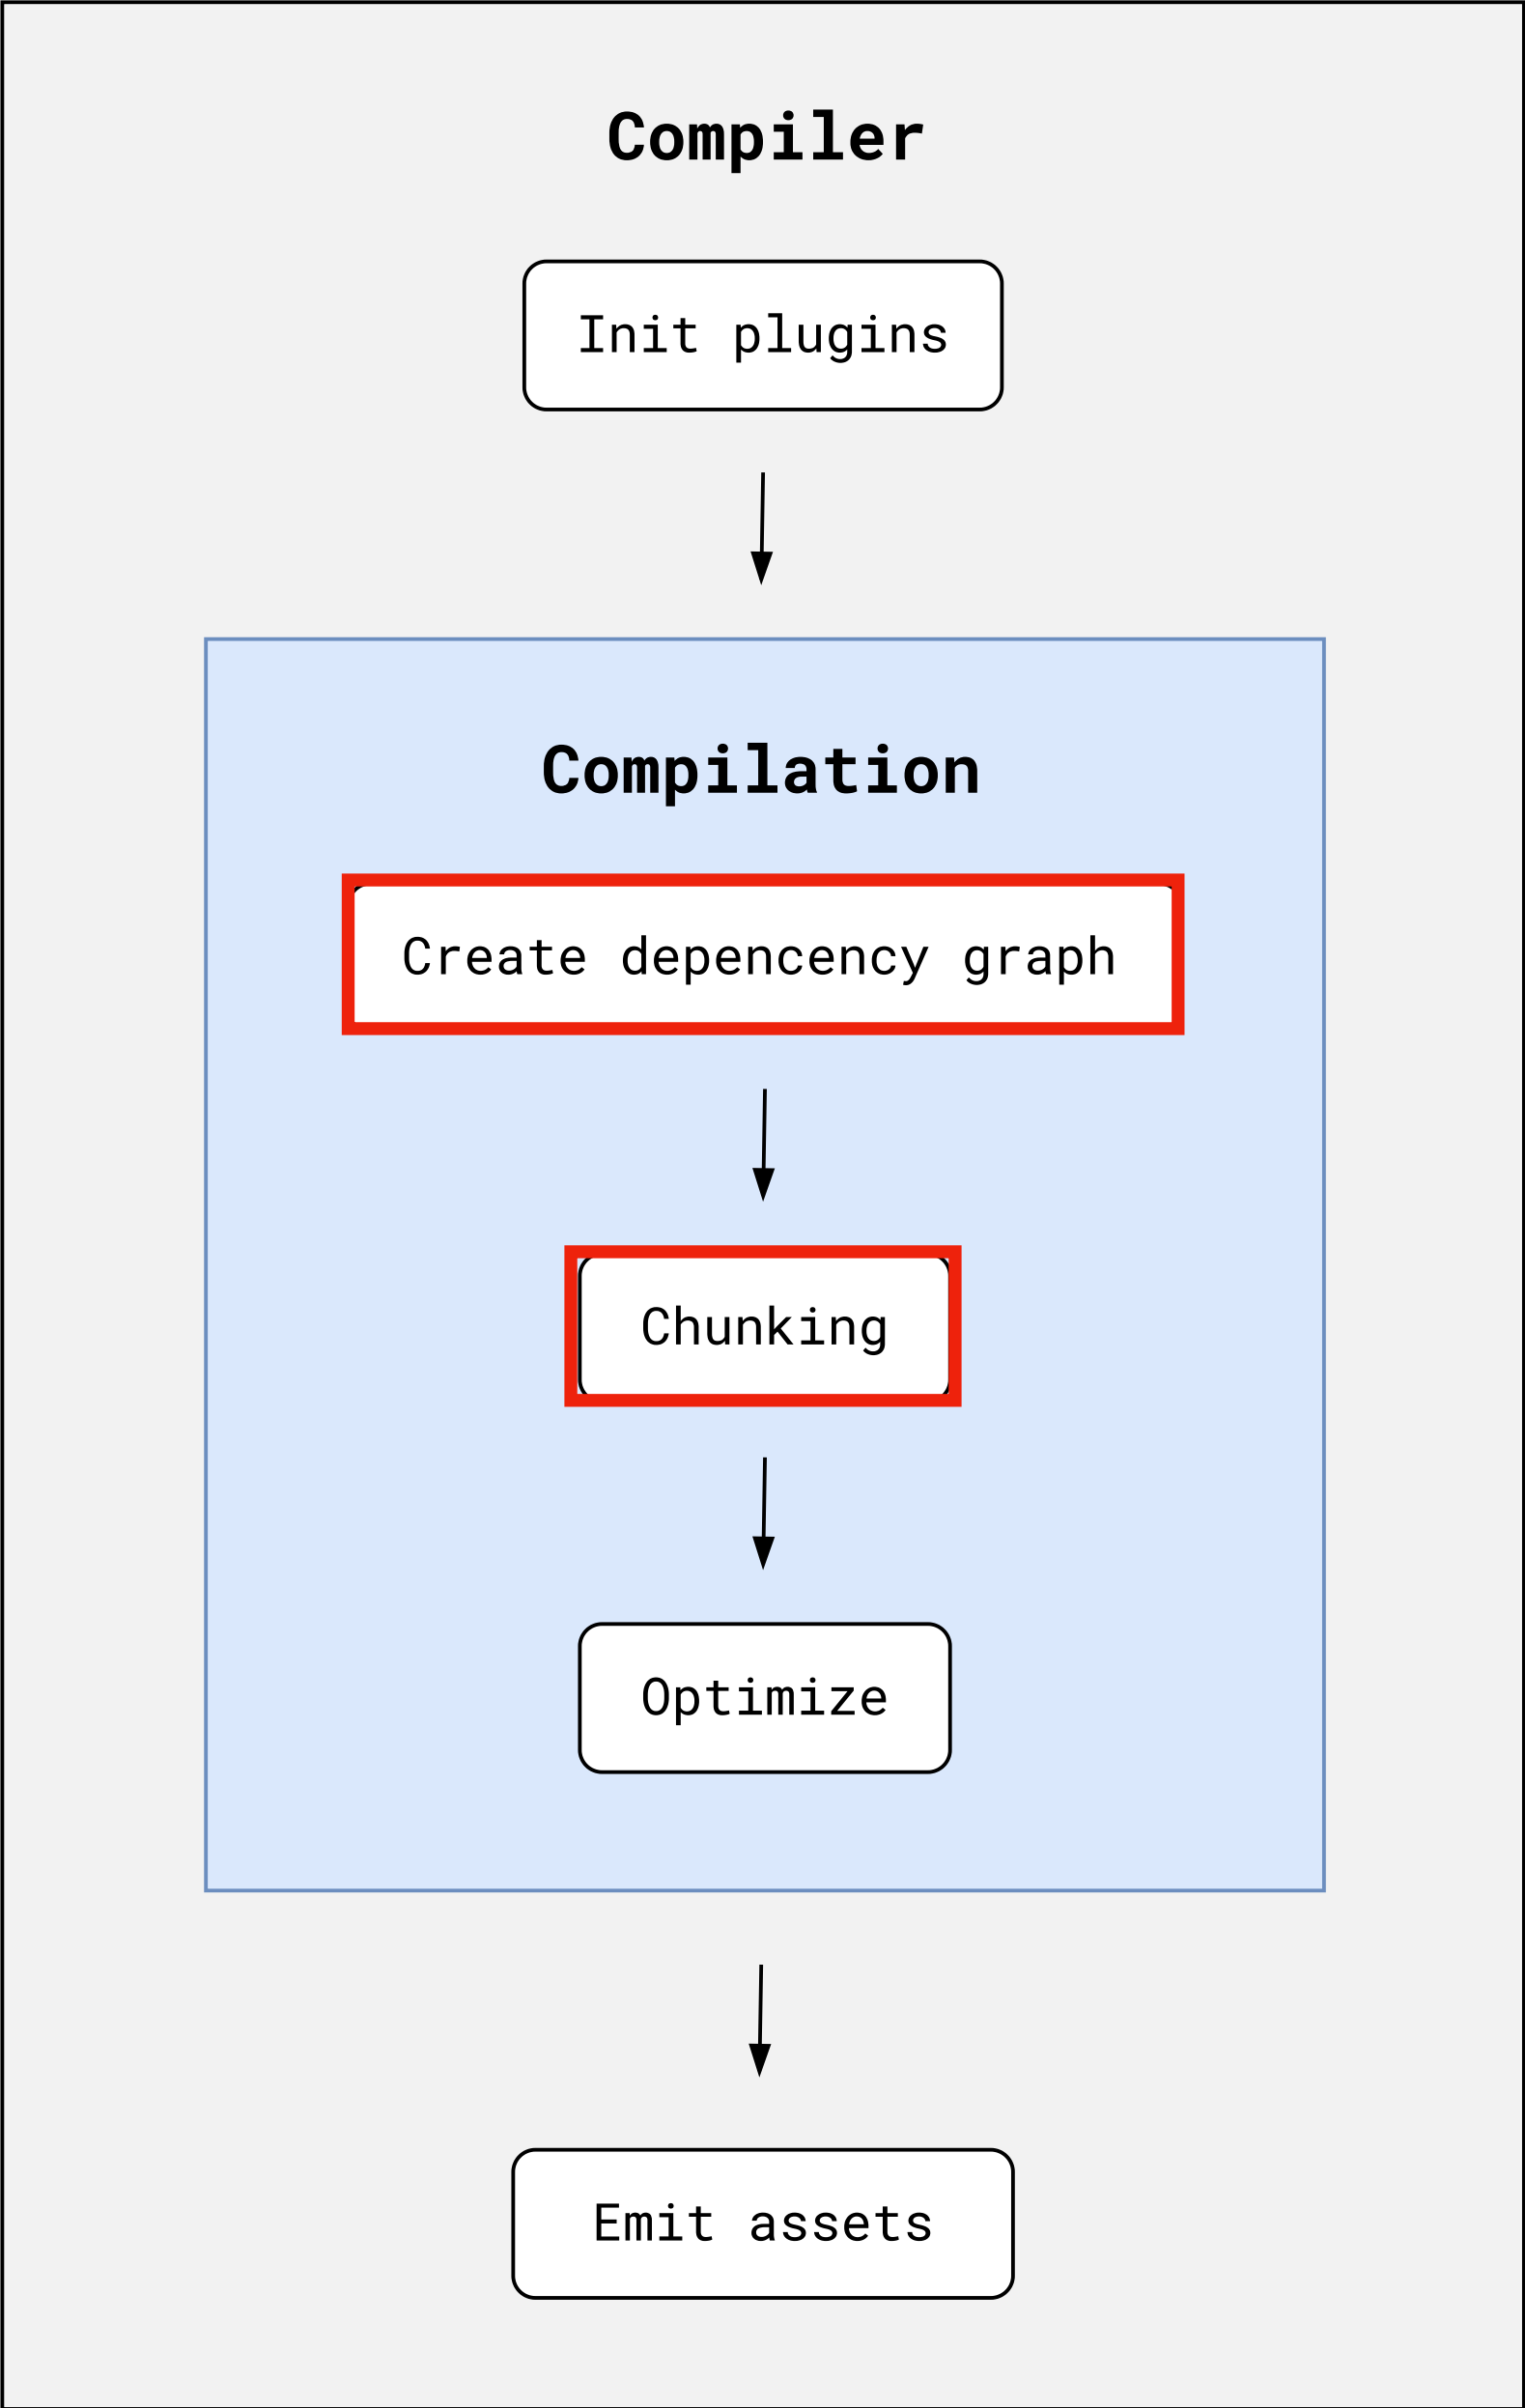 Compiler
Init plugins
Compilation
Create depencency graph
Chunking
Optimize
Emit assets